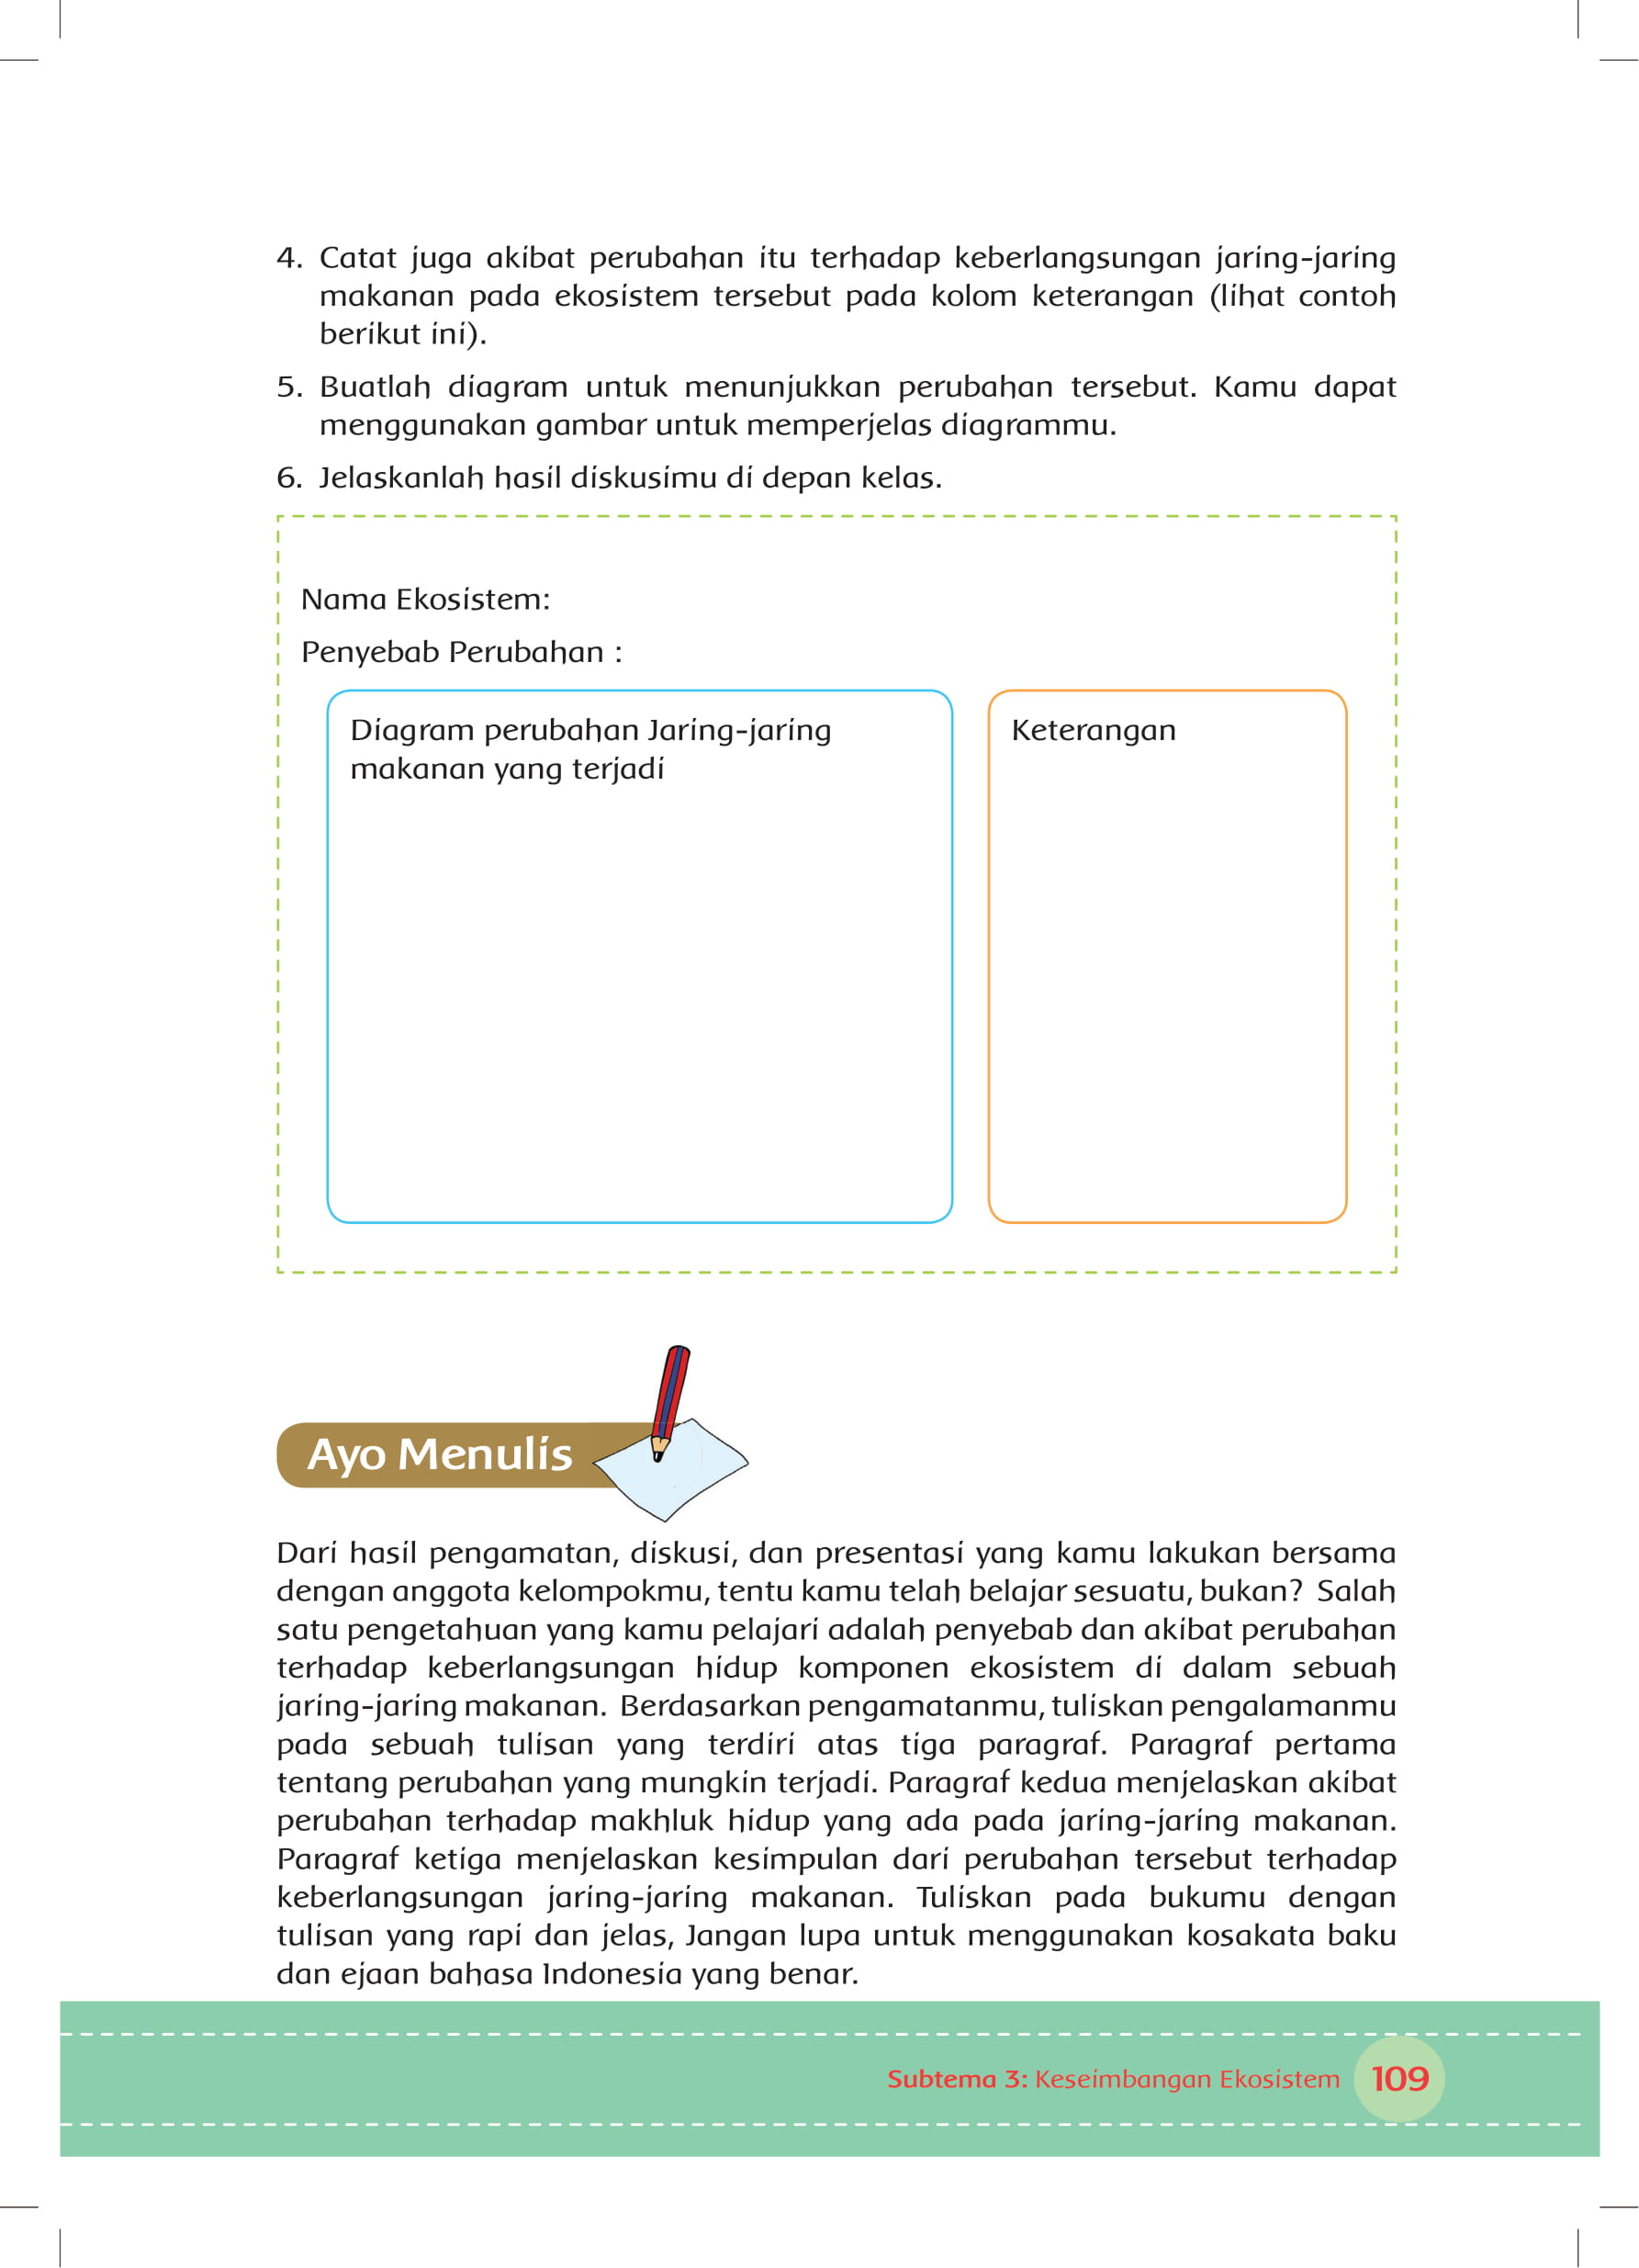 4. Catat juga akibat perubahan itu terhadap keberlangsungan jaring-jaring
makanan pada ekosistem tersebut pada kolom keterangan (lihat contoh
berikut ini).
5. Buatlah diagram untuk menunjukkan perubahan tersebut. Kamu dapat
menggunakan gambar untuk memperjelas diagrammu.
6. Jelaskanlah hasil diskusimu di depan kelas.
Nama Ekosistem:
Penyebab Perubahan :
Diagram perubahan Jaring-jaring
makanan yang terjadi
Keterangan
Ayo Menulis
Dari hasil pengamatan, diskusi, dan presentasi yang kamu lakukan bersama
dengan anggota kelompokmu, tentu kamu telah belajar sesuatu, bukan? Salah
satu pengetahuan yang kamu pelajari adalah penyebab dan akibat perubahan
terhadap keberlangsungan hidup komponen ekosistem di dalam sebuah
jaring-jaring makanan. Berdasarkan pengamatanmu, tuliskan pengalamanmu
pada sebuah tulisan yang terdiri atas tiga paragraf. Paragraf pertama
tentang perubahan yang mungkin terjadi. Paragraf kedua menjelaskan akibat
perubahan terhadap makhluk hidup yang ada pada jaring-jaring makanan.
Paragraf ketiga menjelaskan kesimpulan dari perubahan tersebut terhadap
keberlangsungan jaring-jaring makanan. Tuliskan pada bukumu dengan
tulisan yang rapi dan jelas, Jangan lupa untuk menggunakan kosakata baku
dan ejaan bahasa Indonesia yang benar.
Subtema 3: Keseimbangan Ekosistem 109